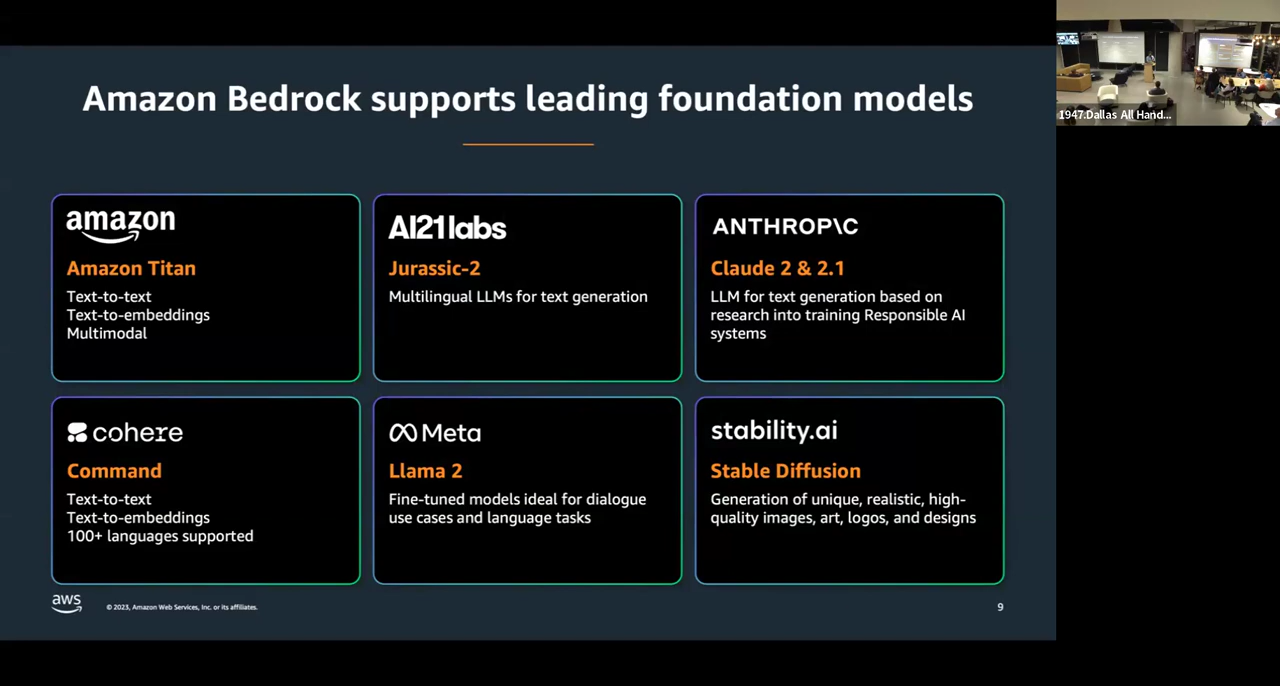 Amazon Bedrock supports leading foundation models
amazon
Amazon Titan
Text-to-text
Text-to-embeddings
Multimodal
AI21labs
Jurassic-2
Multilingual LLMs for text generation
ANTHROP\C
Claude 2 & 2.1
LLM for text generation based on
research into training Responsible AI
systems
cohere
Command
Text-to-text
Text-to-embeddings
100+ languages supported
Meta
Llama 2
Fine-tuned models ideal for dialogue
use cases and language tasks
stability.ai
Stable Diffusion
Generation of unique, realistic, high-
quality images, art, logos, and designs
aws
© 2023, Amazon Web Services, Inc. or its affiliates.
9
1947.Dallas All Hand...